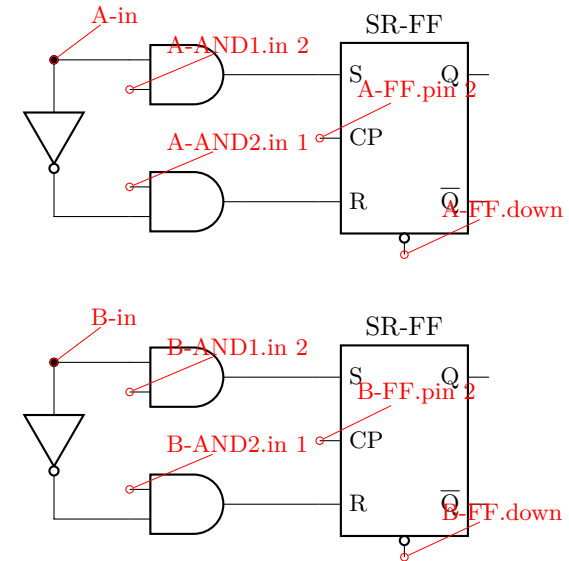 A-in
SR-FF
A-AND1.in 2
S
Q
A-FF.pin 2
CP
A-AND2.in 1
R
Q̅
A-FF.down
B-in
SR-FF
B-AND1.in 2
S
Q
B-FF.pin 2
CP
B-AND2.in 1
R
Q̅
B-FF.down